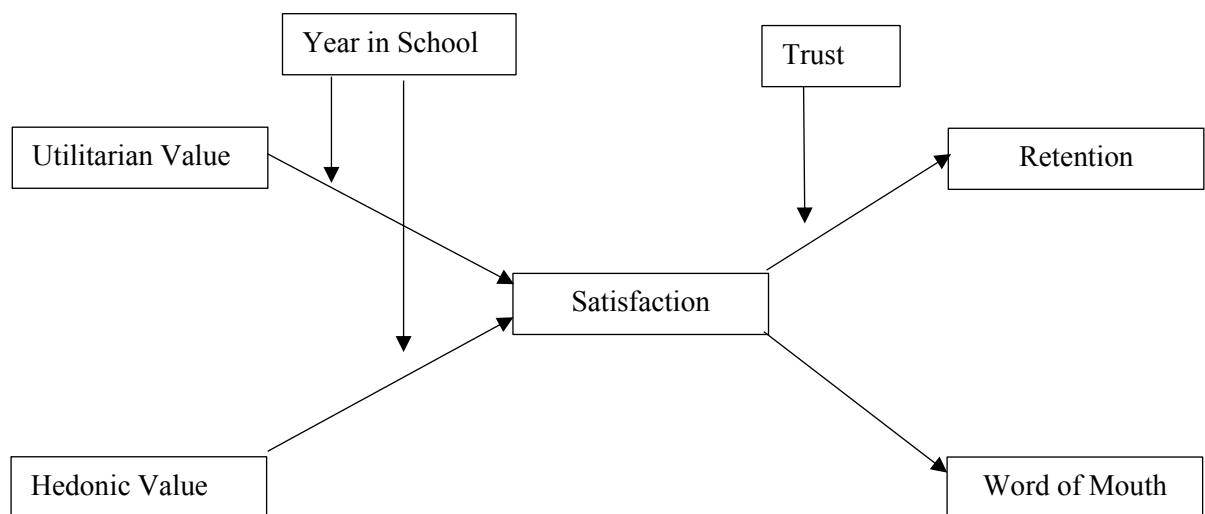 Year in School
Trust
Utilitarian Value
Retention
Satisfaction
Hedonic Value
Word of Mouth